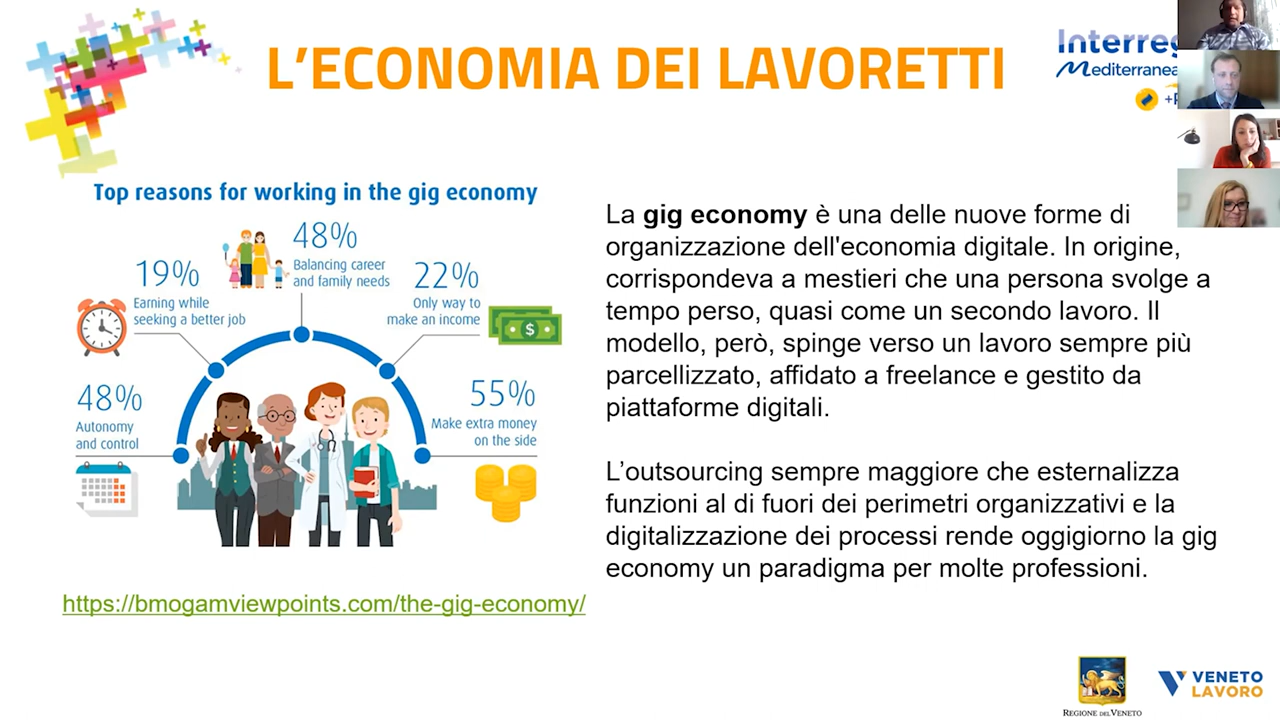 L'ECONOMIA DEI LAVORETTI
Interreg
Mediterranea
Top reasons for working in the gig economy
48%
Balancing career
and family needs
19%
Earning while
seeking a better job
22%
Only way to
make an income
48%
Autonomy
and control
55%
Make extra money
on the side
https://bmogamviewpoints.com/the-gig-economy/
La gig economy è una delle nuove forme di
organizzazione dell'economia digitale. In origine,
corrispondeva a mestieri che una persona svolge a
tempo perso, quasi come un secondo lavoro. Il
modello, però, spinge verso un lavoro sempre più
parcellizzato, affidato a freelance e gestito da
piattaforme digitali.
L'outsourcing sempre maggiore che esternalizza
funzioni al di fuori dei perimetri organizzativi e la
digitalizzazione dei processi rende oggigiorno la gig
economy un paradigma per molte professioni.
REGIONE DEL VENETO
VENETO
LAVORO